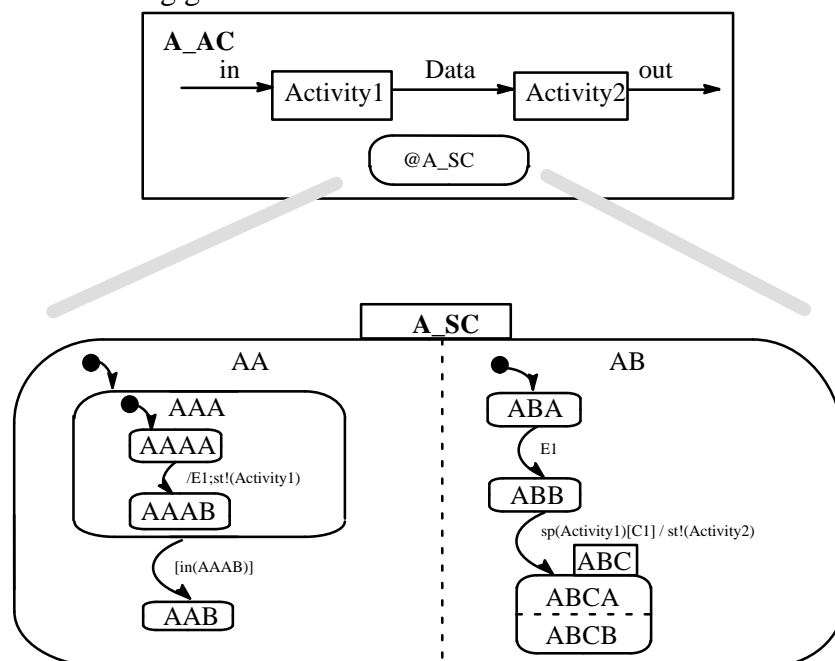 A_AC
in
Data
out
Activity1
Activity2
@A_SC
A_SC
AA
AB
AAA
ABA
AAAA
E1
/E1;st!(Activity1)
AAAB
ABB
sp(Activity1)[C1] / st!(Activity2)
ABC
[in(AAAB)]
ABCA
AAB
ABCB